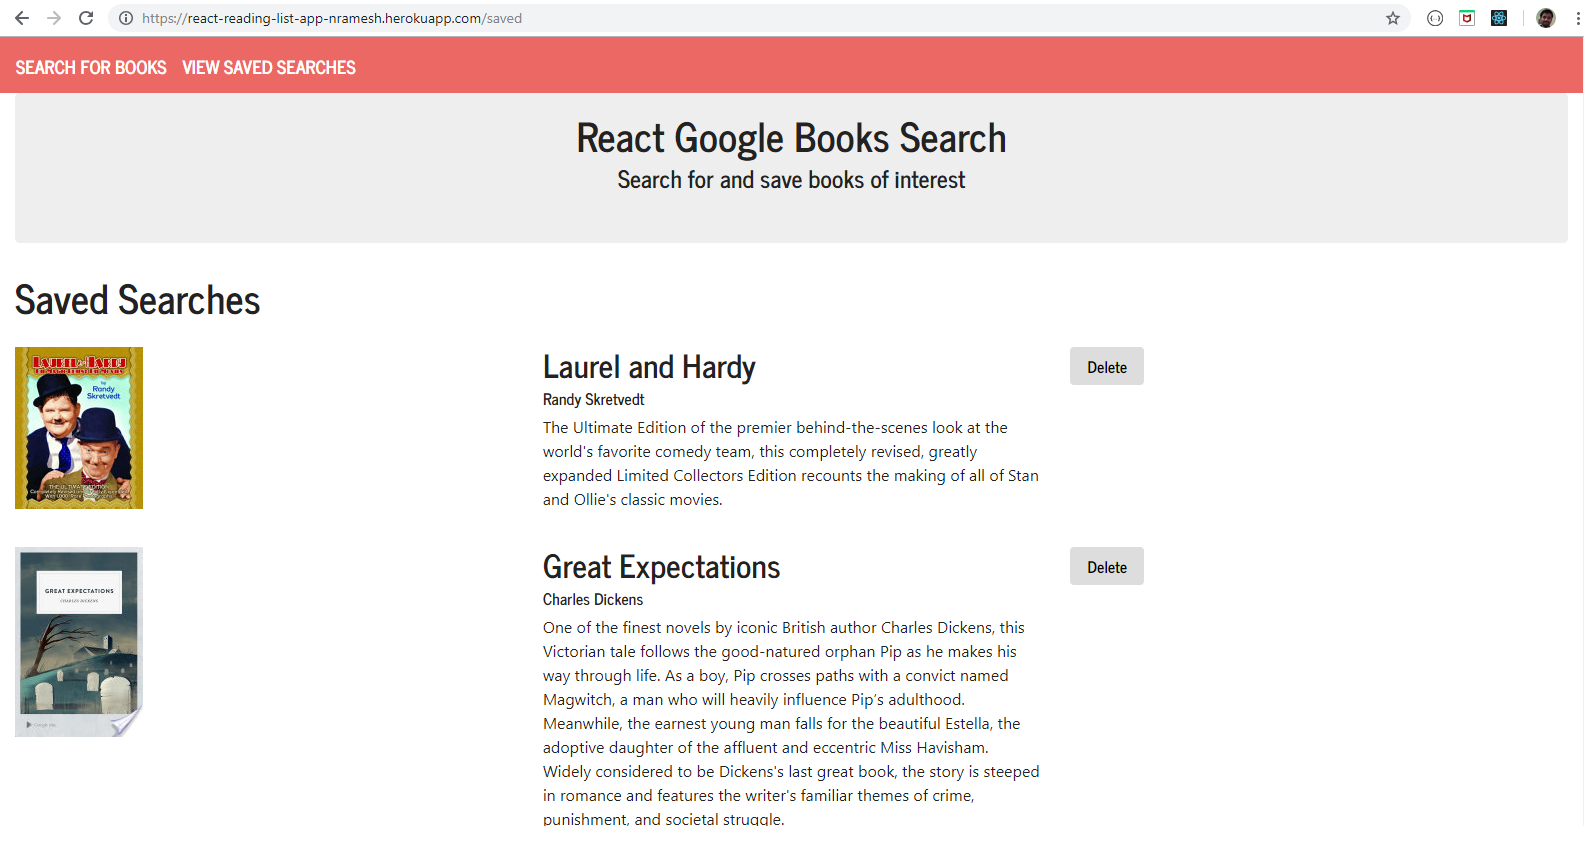 https://react-reading-list-app-nramesh.herokuapp.com/saved
SEARCH FOR BOOKS VIEW SAVED SEARCHES
React Google Books Search
Search for and save books of interest
Saved Searches
LAUREL and HARDY
by
Randy
Skretvedt
THE ULTIMATE EDITION
Laurel and Hardy
Delete
Randy Skretvedt
The Ultimate Edition of the premier behind-the-scenes look at the
world's favorite comedy team, this completely revised, greatly
expanded Limited Collectors Edition recounts the making of all of Stan
and Ollie's classic movies.
GREAT EXPECTATIONS
CHARLES DICKENS
Great Expectations
Delete
Charles Dickens
One of the finest novels by iconic British author Charles Dickens, this
Victorian tale follows the good-natured orphan Pip as he makes his
way through life. As a boy, Pip crosses paths with a convict named
Magwitch, a man who will heavily influence Pip’s adulthood.
Meanwhile, the earnest young man falls for the beautiful Estella, the
adoptive daughter of the affluent and eccentric Miss Havisham.
Widely considered to be Dickens's last great book, the story is steeped
in romance and features the writer's familiar themes of crime,
punishment, and societal struggle.